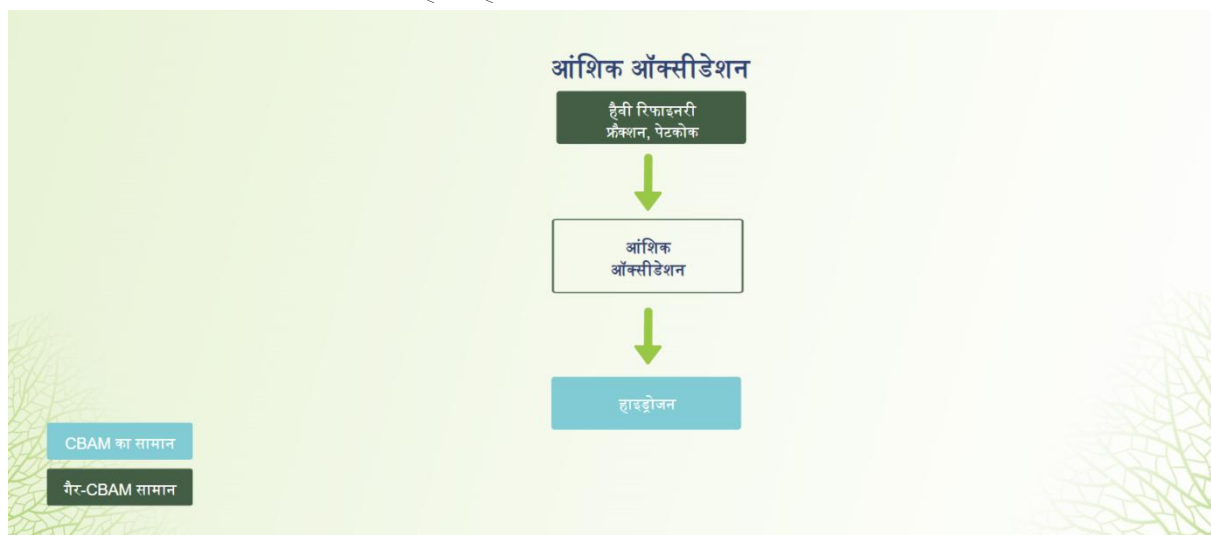 आंशिक ऑक्सीडेशन
हैवी रिफाइनरी
फ्रैक्शन, पेटकोक
आंशिक
ऑक्सीडेशन
हाइड्रोजन
CBAM का सामान
गैर-CBAM सामान